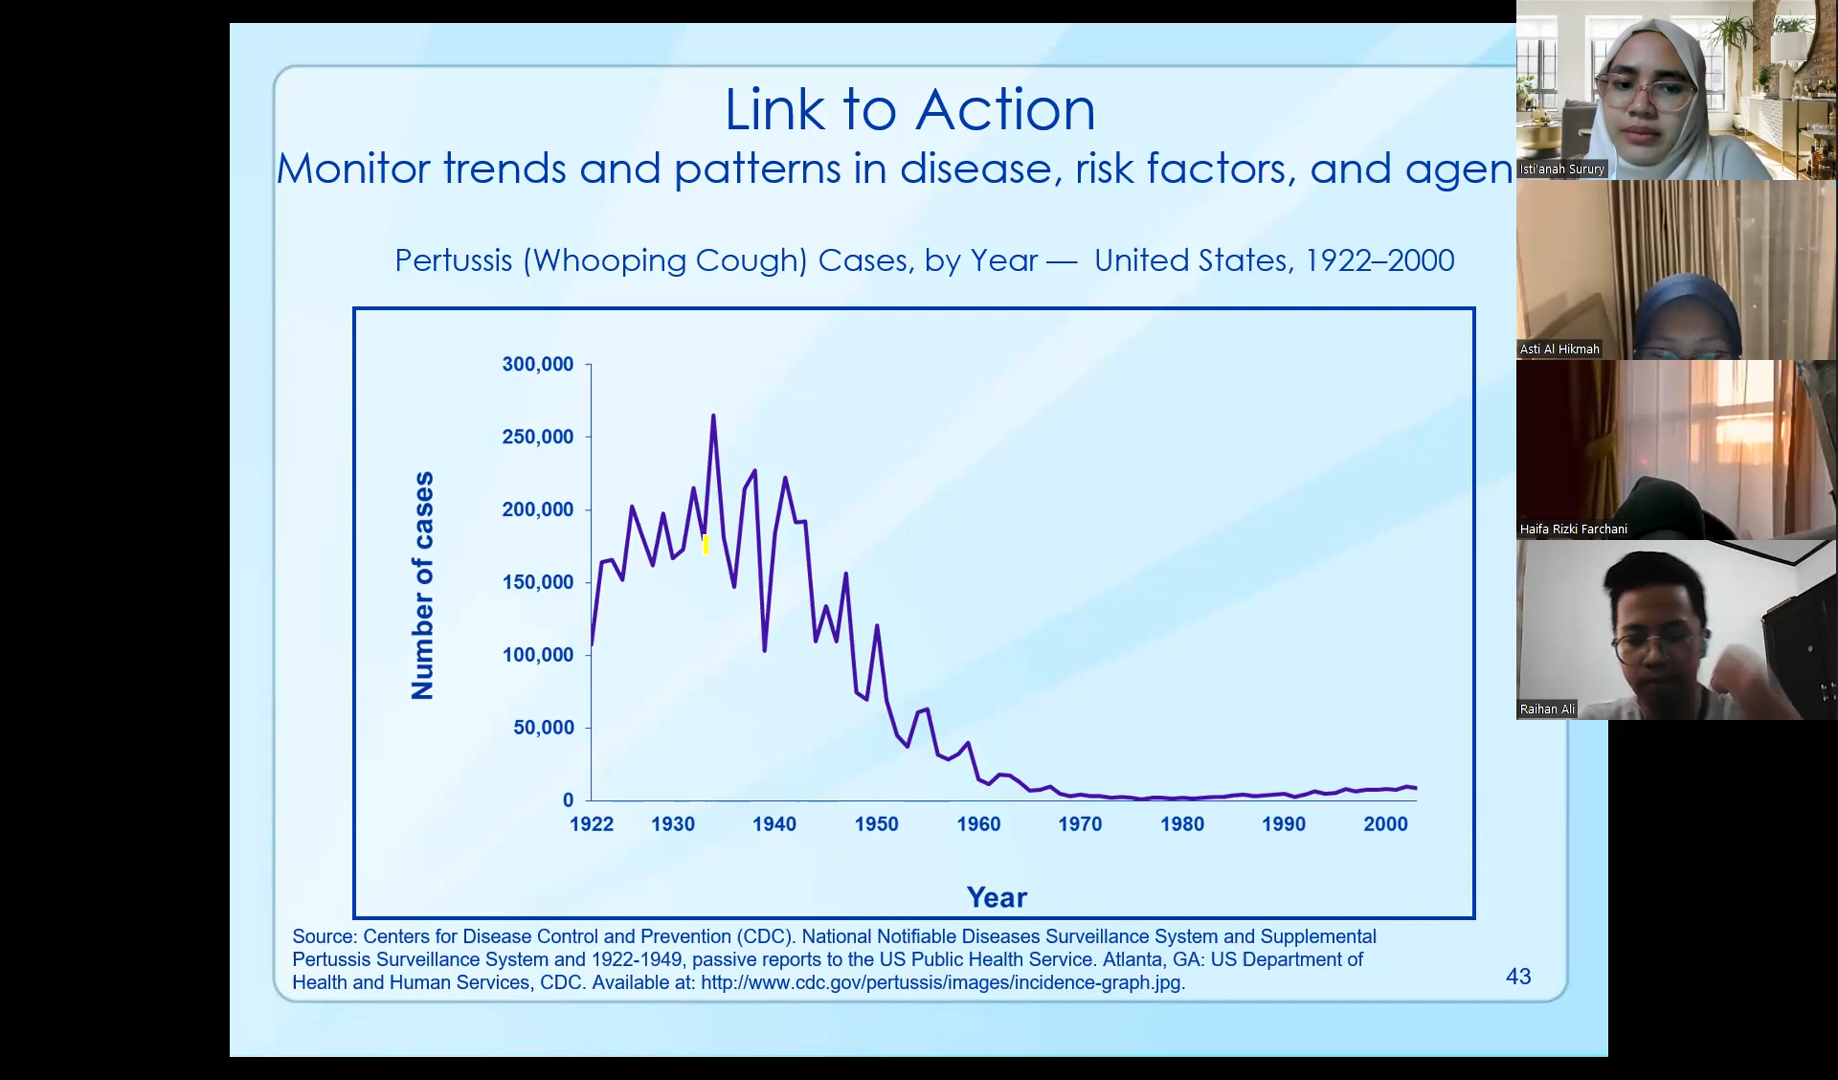 Link to Action
Monitor trends and patterns in disease, risk factors, and agen
Pertussis (Whooping Cough) Cases, by Year — United States, 1922–2000
300,000
250,000
200,000
150,000
100,000
50,000
0
Number of cases
1922 1930 1940 1950 1960 1970 1980 1990 2000
Year
Source: Centers for Disease Control and Prevention (CDC). National Notifiable Diseases Surveillance System and Supplemental
Pertussis Surveillance System and 1922-1949, passive reports to the US Public Health Service. Atlanta, GA: US Department of
Health and Human Services, CDC. Available at: http://www.cdc.gov/pertussis/images/incidence-graph.jpg.
43
Isti'anah Surury
Asti Al Hikmah
Haifa Rizki Farchani
Raihan Ali